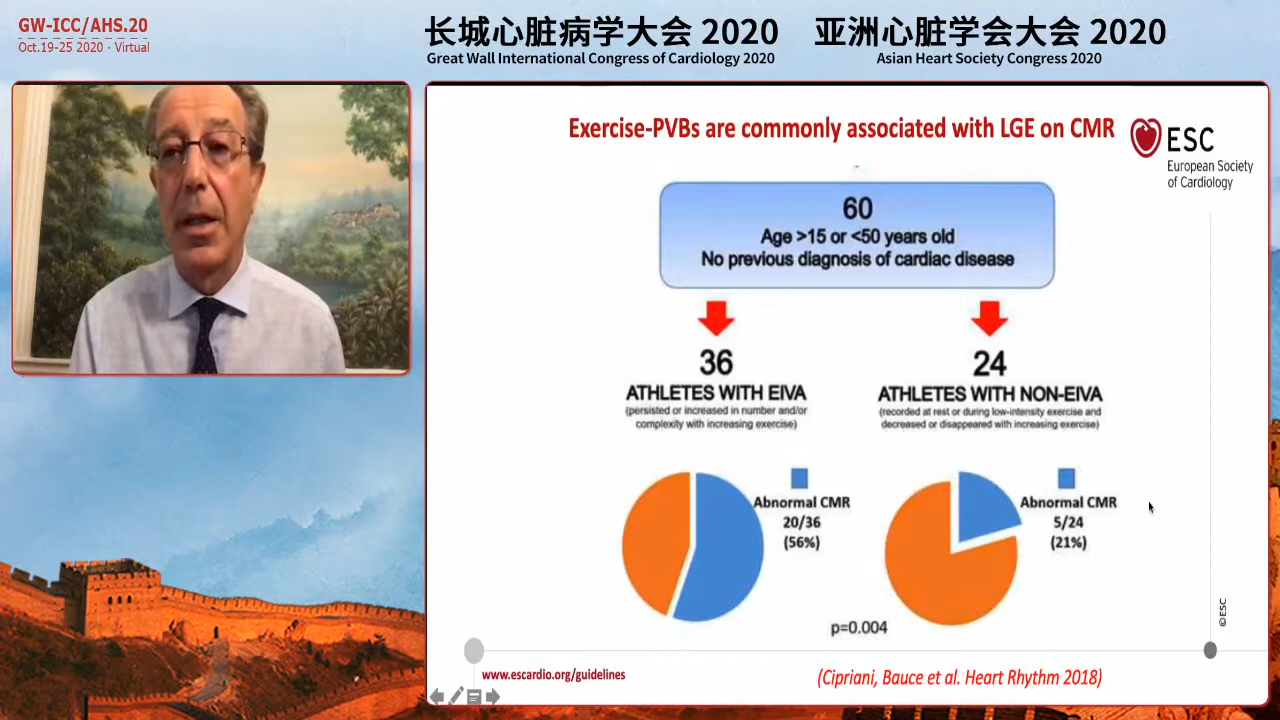 GW-ICC/AHS.20
Oct.19-25 2020 · Virtual
长城心脏病学大会 2020
Great Wall International Congress of Cardiology 2020
亚洲心脏学会大会 2020
Asian Heart Society Congress 2020
Exercise-PVBs are commonly associated with LGE on CMR
ESC
European Society
of Cardiology
60
Age >15 or <50 years old
No previous diagnosis of cardiac disease
36
ATHLETES WITH EIVA
(persisted or increased in number and/or
complexity with increasing exercise)
24
ATHLETES WITH NON-EIVA
(recorded at rest or during low-intensity exercise and
decreased or disappeared with increasing exercise)
Abnormal CMR
20/36
(56%)
Abnormal CMR
5/24
(21%)
p=0.004
©ESC
www.escardio.org/guidelines
(Cipriani, Bauce et al. Heart Rhythm 2018)